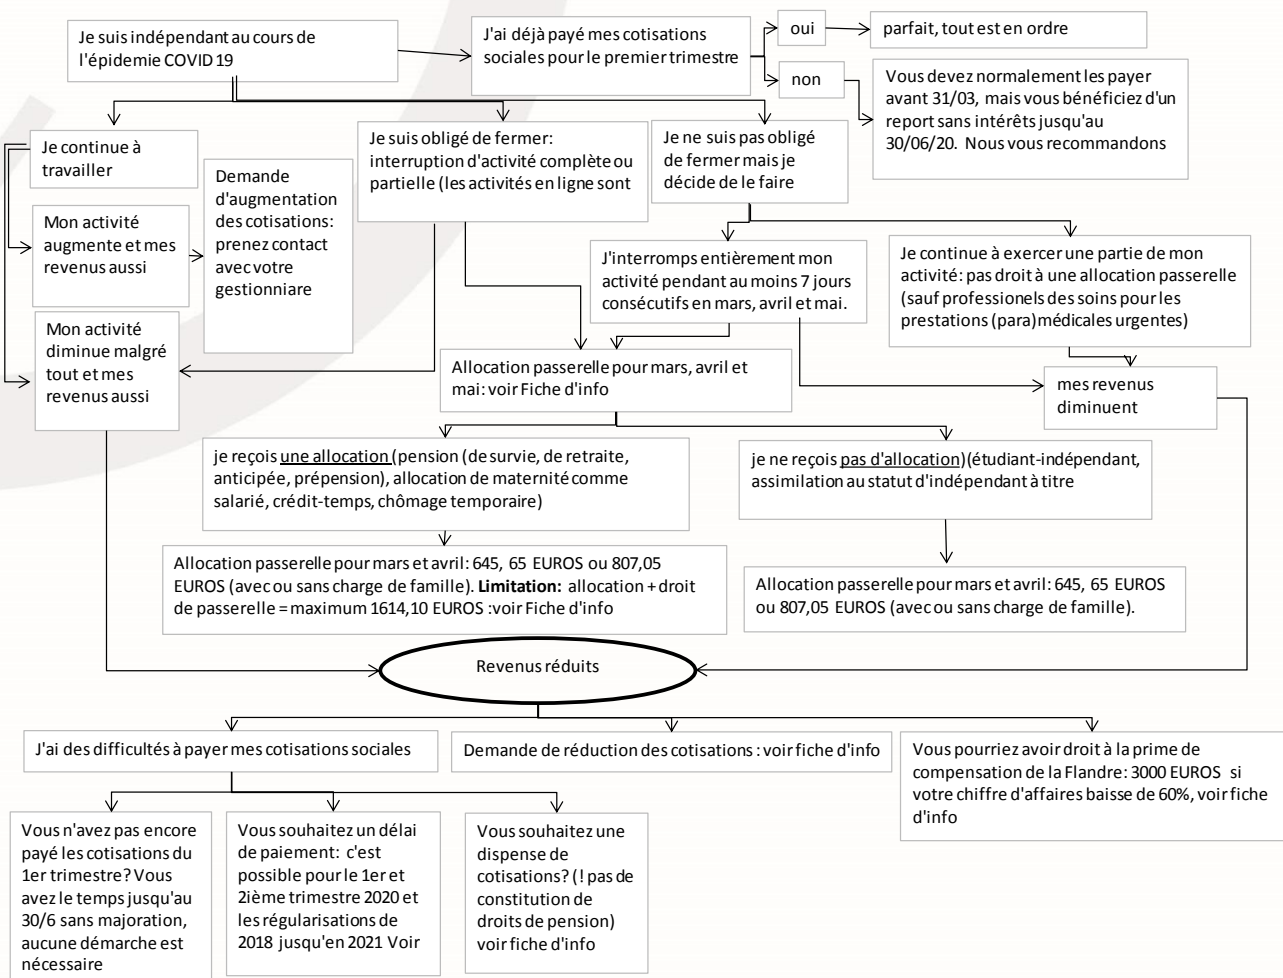 Je suis indépendant au cours de
l'épidemie COVID 19
J'ai déjà payé mes cotisations
sociales pour le premier trimestre
oui
parfait, tout est en ordre
non
Vous devez normalement les payer
avant 31/03, mais vous bénéficiez d'un
report sans intérêts jusqu'au
30/06/20. Nous vous recommandons
Je continue à
travailler
Je suis obligé de fermer:
interruption d'activité complète ou
partielle (les activités en ligne sont
Je ne suis pas obligé
de fermer mais je
décide de le faire
Demande
d'augmentation
des cotisations:
prenez contact
avec votre
gestionniare
Mon activité
augmente et mes
revenus aussi
J'interromps entièrement mon
activité pendant au moins 7 jours
consécutifs en mars, avril et mai.
Je continue à exercer une partie de mon
activité: pas droit à une allocation passerelle
(sauf professionels des soins pour les
prestations (para)médicales urgentes)
Mon activité
diminue malgré
tout et mes
revenus aussi
Allocation passerelle pour mars, avril et
mai: voir Fiche d'info
mes revenus
diminuent
je reçois une allocation (pension (de survie, de retraite,
anticipée, prépension), allocation de maternité comme
salarié, crédit-temps, chômage temporaire)
je ne reçois pas d'allocation)(étudiant-indépendant,
assimilation au statut d'indépendant à titre
Allocation passerelle pour mars et avril: 645, 65 EUROS ou 807,05
EUROS (avec ou sans charge de famille). Limitation: allocation + droit
de passerelle = maximum 1614,10 EUROS :voir Fiche d'info
Allocation passerelle pour mars et avril: 645, 65 EUROS
ou 807,05 EUROS (avec ou sans charge de famille).
Revenus réduits
J'ai des difficultés à payer mes cotisations sociales
Demande de réduction des cotisations : voir fiche d'info
Vous pourriez avoir droit à la prime de
compensation de la Flandre: 3000 EUROS si
votre chiffre d'affaires baisse de 60%, voir fiche
d'info
Vous n'avez pas encore
payé les cotisations du
1er trimestre? Vous
avez le temps jusqu'au
30/6 sans majoration,
aucune démarche est
nécessaire
Vous souhaitez un délai
de paiement: c'est
possible pour le 1er et
2ième trimestre 2020 et
les régularisations de
2018 jusqu'en 2021 Voir
Vous souhaitez une
dispense de
cotisations? (! pas de
constitution de
droits de pension)
voir fiche d'info